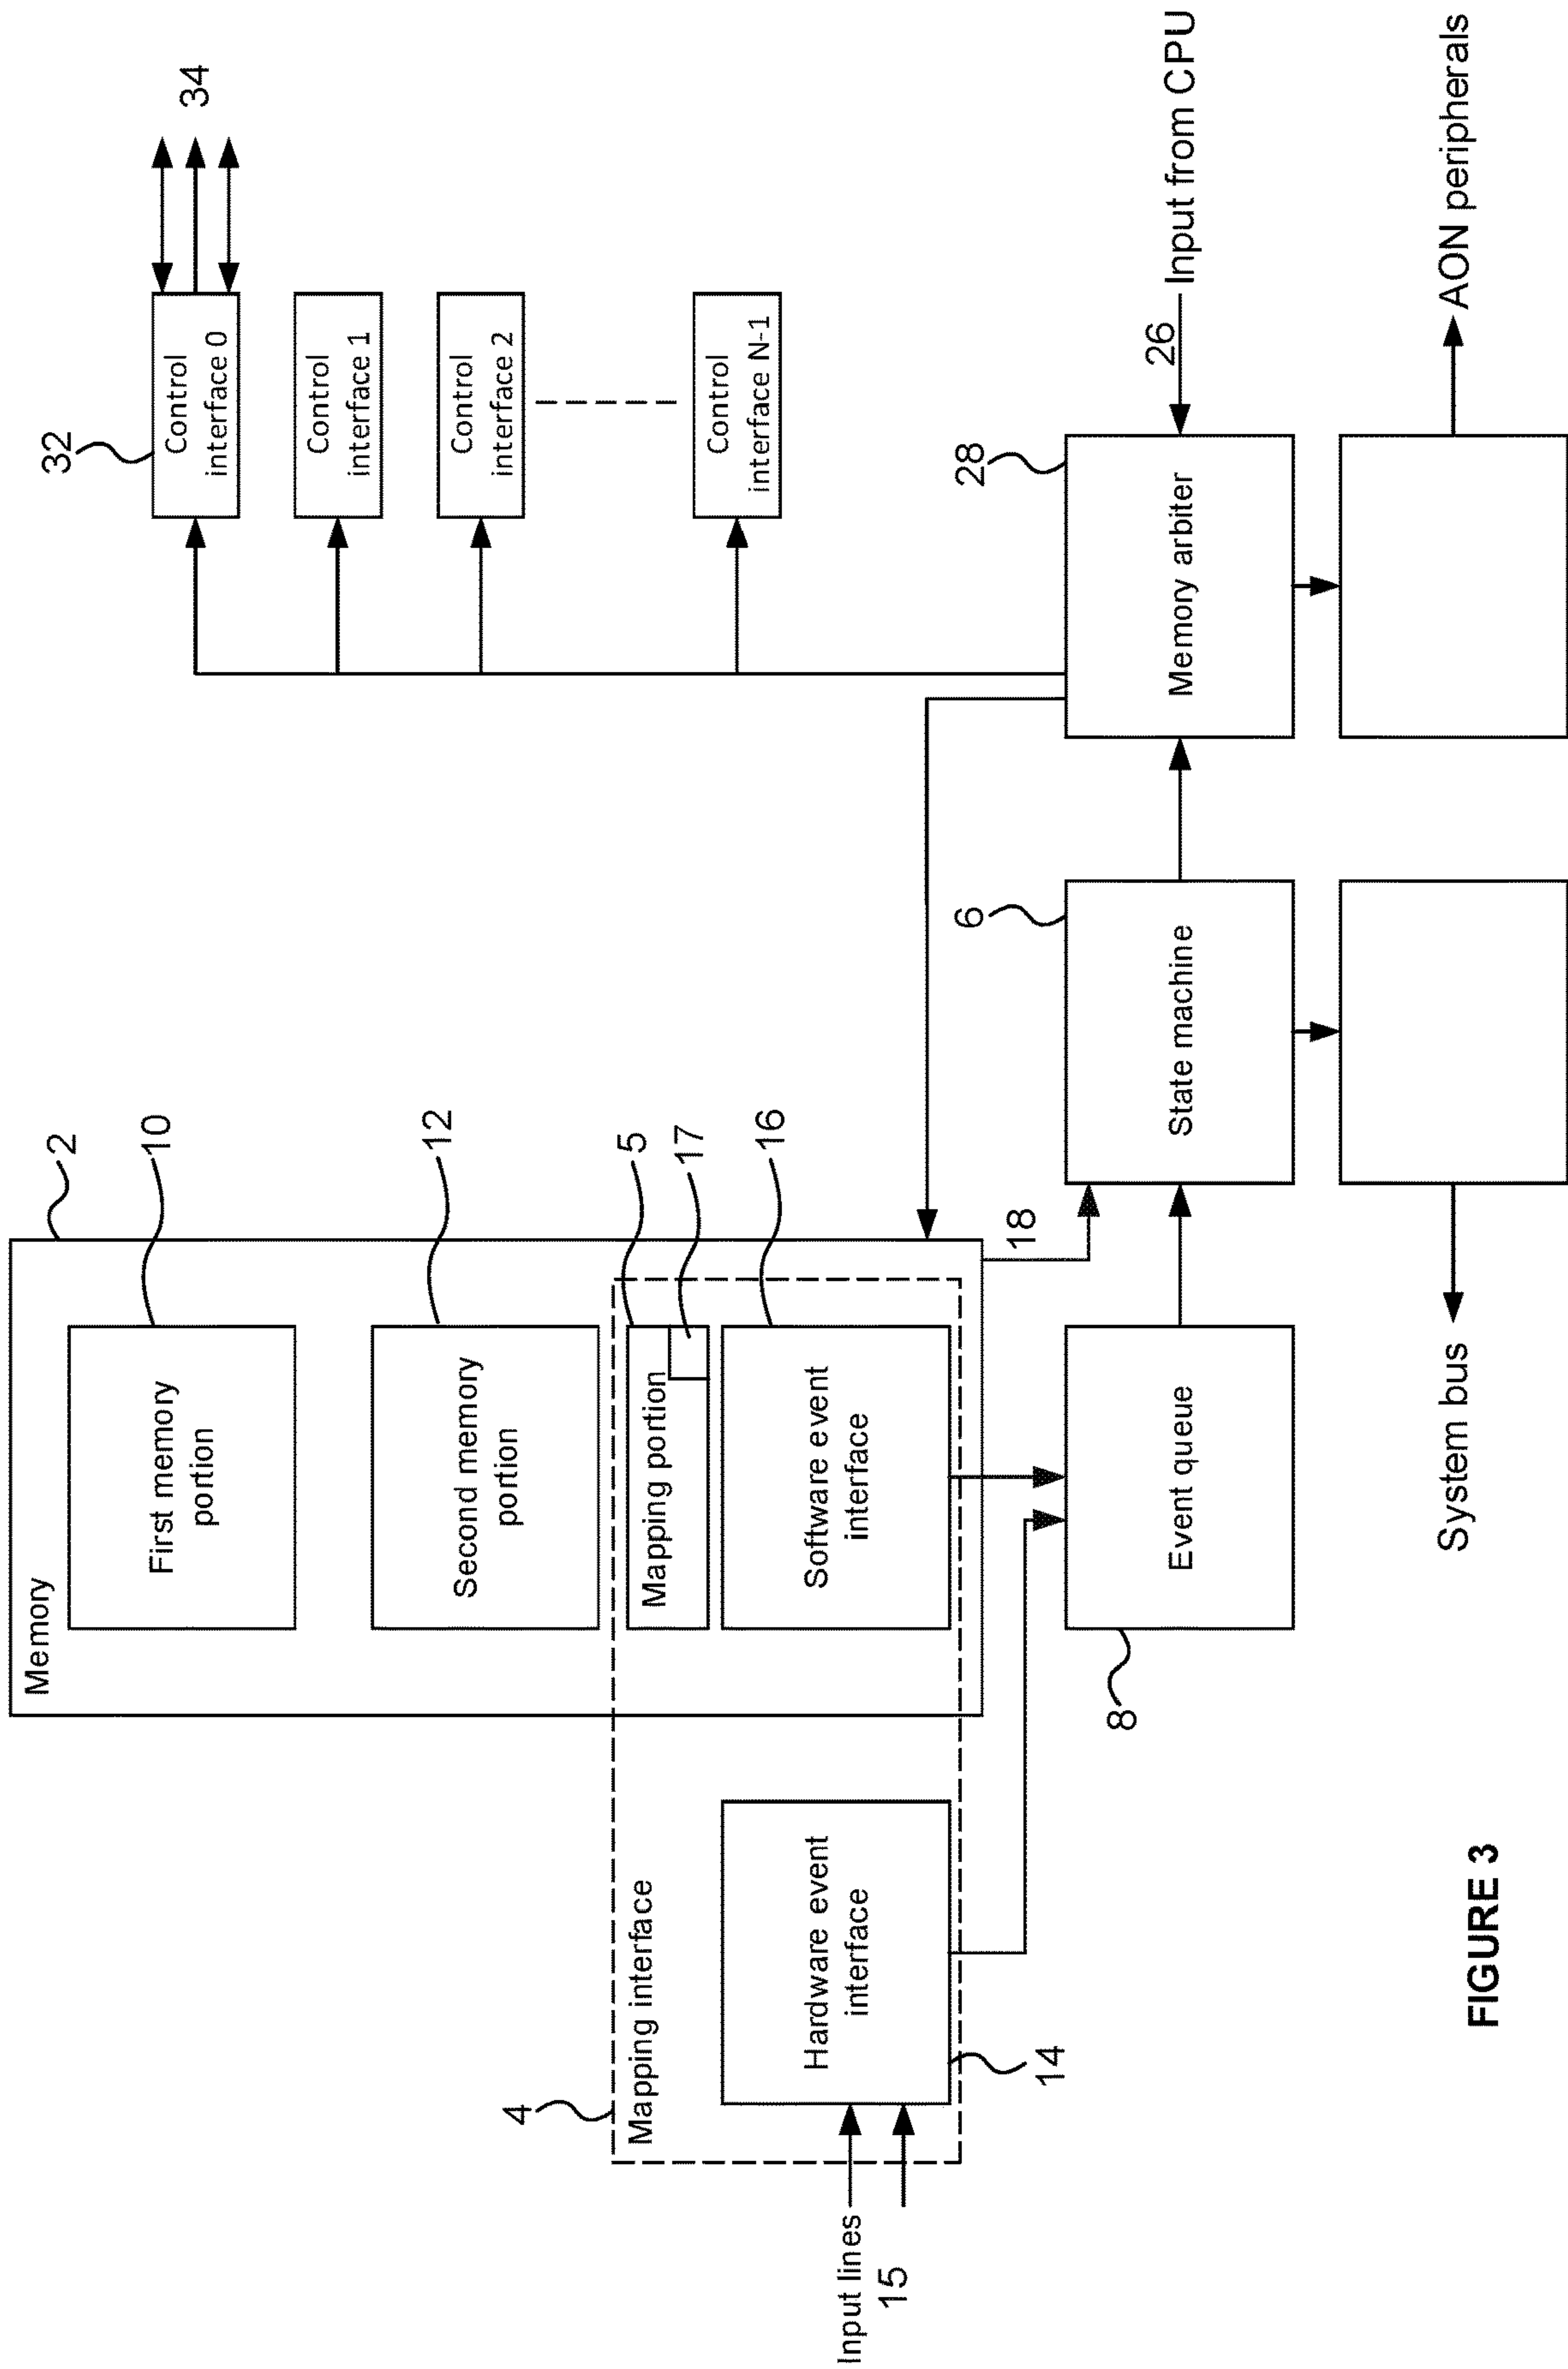 Memory
2
First memory
portion
10
Second memory
portion
12
Mapping interface
4
Mapping portion
5
17
Software event
interface
16
Hardware event
interface
14
Input lines
15
18
Event queue
8
State machine
6
Memory arbiter
28
26
Input from CPU
Control
interface 0
32
34
Control
interface 1
Control
interface 2
Control
interface N-1
System bus
AON peripherals
FIGURE 3